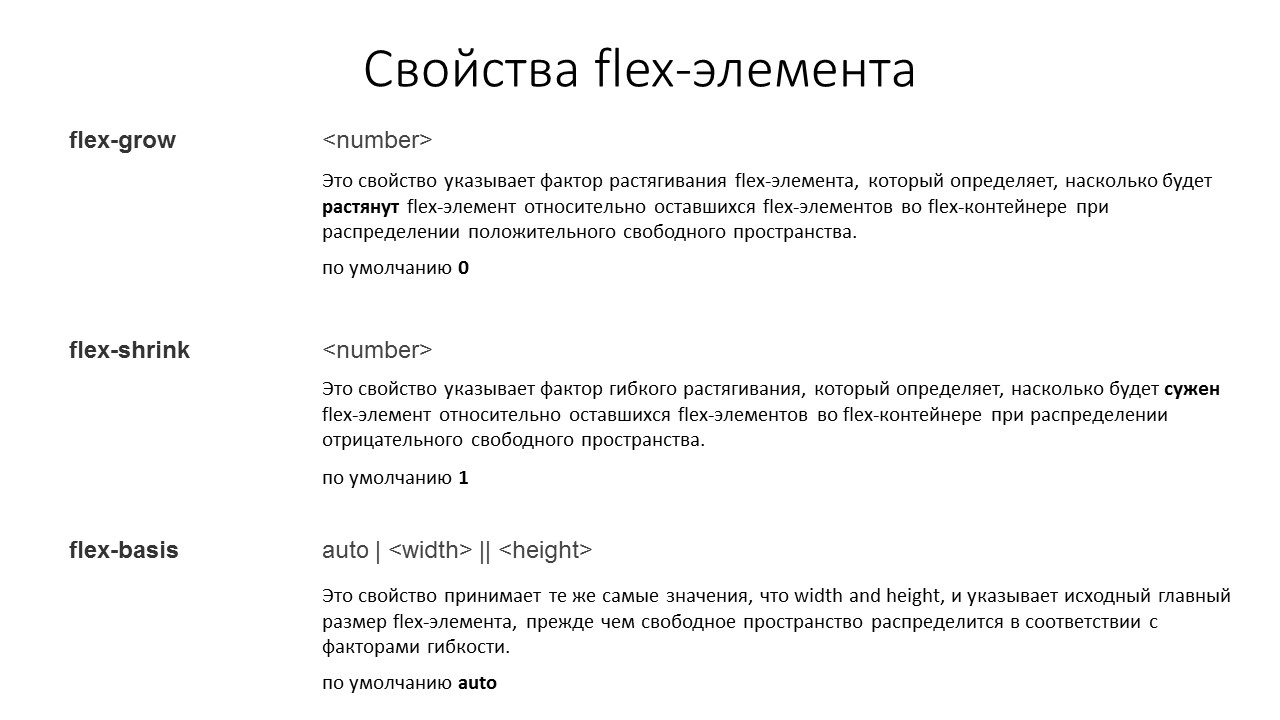 Свойства flex-элемента
flex-grow <number>
Это свойство указывает фактор растягивания flex-элемента, который определяет, насколько будет
растянут flex-элемент относительно оставшихся flex-элементов во flex-контейнере при
распределении положительного свободного пространства.
по умолчанию 0
flex-shrink <number>
Это свойство указывает фактор гибкого растягивания, который определяет, насколько будет сужен
flex-элемент относительно оставшихся flex-элементов во flex-контейнере при распределении
отрицательного свободного пространства.
по умолчанию 1
flex-basis auto | <width> || <height>
Это свойство принимает те же самые значения, что width and height, и указывает исходный главный
размер flex-элемента, прежде чем свободное пространство распределится в соответствии с
факторами гибкости.
по умолчанию auto